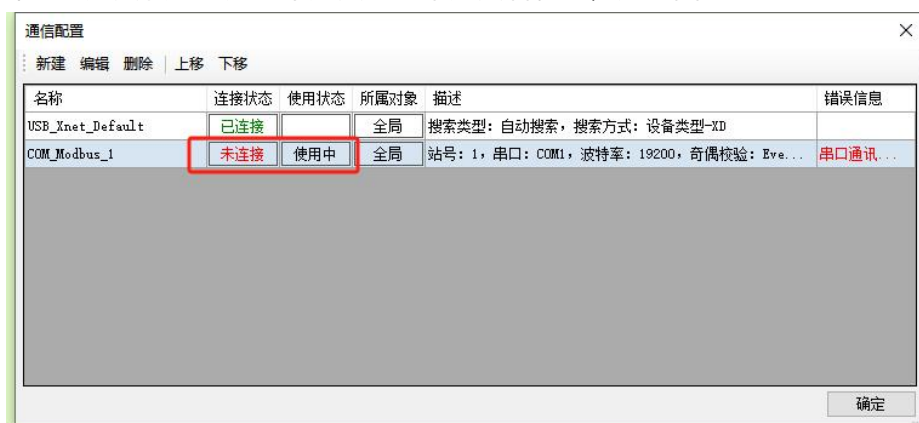 通信配置
新建 编辑 删除 上移 下移
名称 连接状态 使用状态 所属对象 描述 错误信息
USB_Xnet_Default 已连接 全局 搜索类型: 自动搜索, 搜索方式: 设备类型-XD
COM_Modbus_1 未连接 使用中 全局 站号: 1, 串口: COM1, 波特率: 19200, 奇偶校验: Eve... 串口通讯...
确定